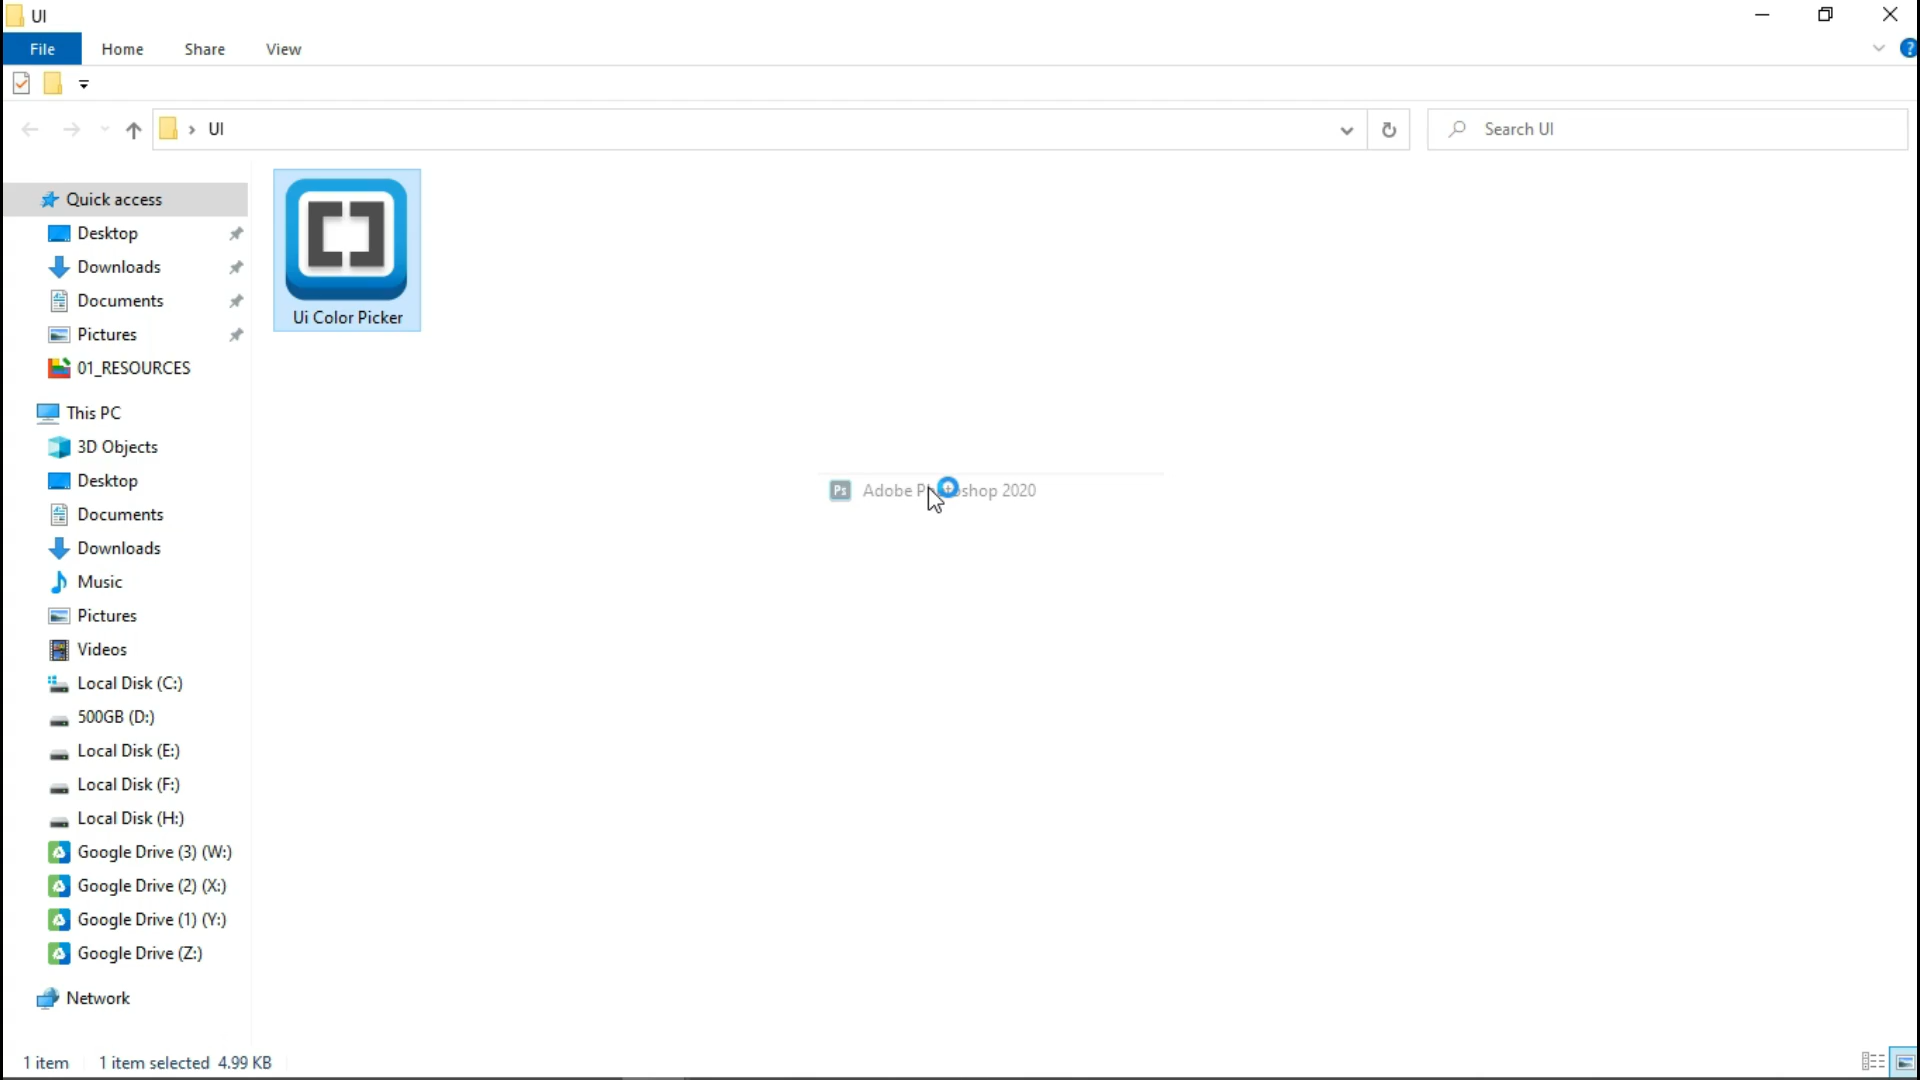 UI
File
Home
Share
View
?
UI
Search UI
Quick access
Desktop
Downloads
Documents
Pictures
01_RESOURCES
This PC
3D Objects
Desktop
Documents
Downloads
Music
Pictures
Videos
Local Disk (C:)
500GB (D:)
Local Disk (E:)
Local Disk (F:)
Local Disk (H:)
Google Drive (3) (W:)
Google Drive (2) (X:)
Google Drive (1) (Y:)
Google Drive (Z:)
Network
Ui Color Picker
Ps Adobe Photoshop 2020
1 item
1 item selected 4.99 KB